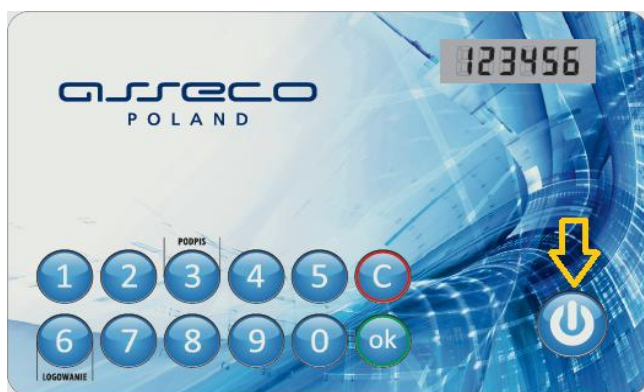 123456
asseco
POLAND
PODPIS
1 2 3 4 5 C
6 7 8 9 0 ok
LOGOWANIE